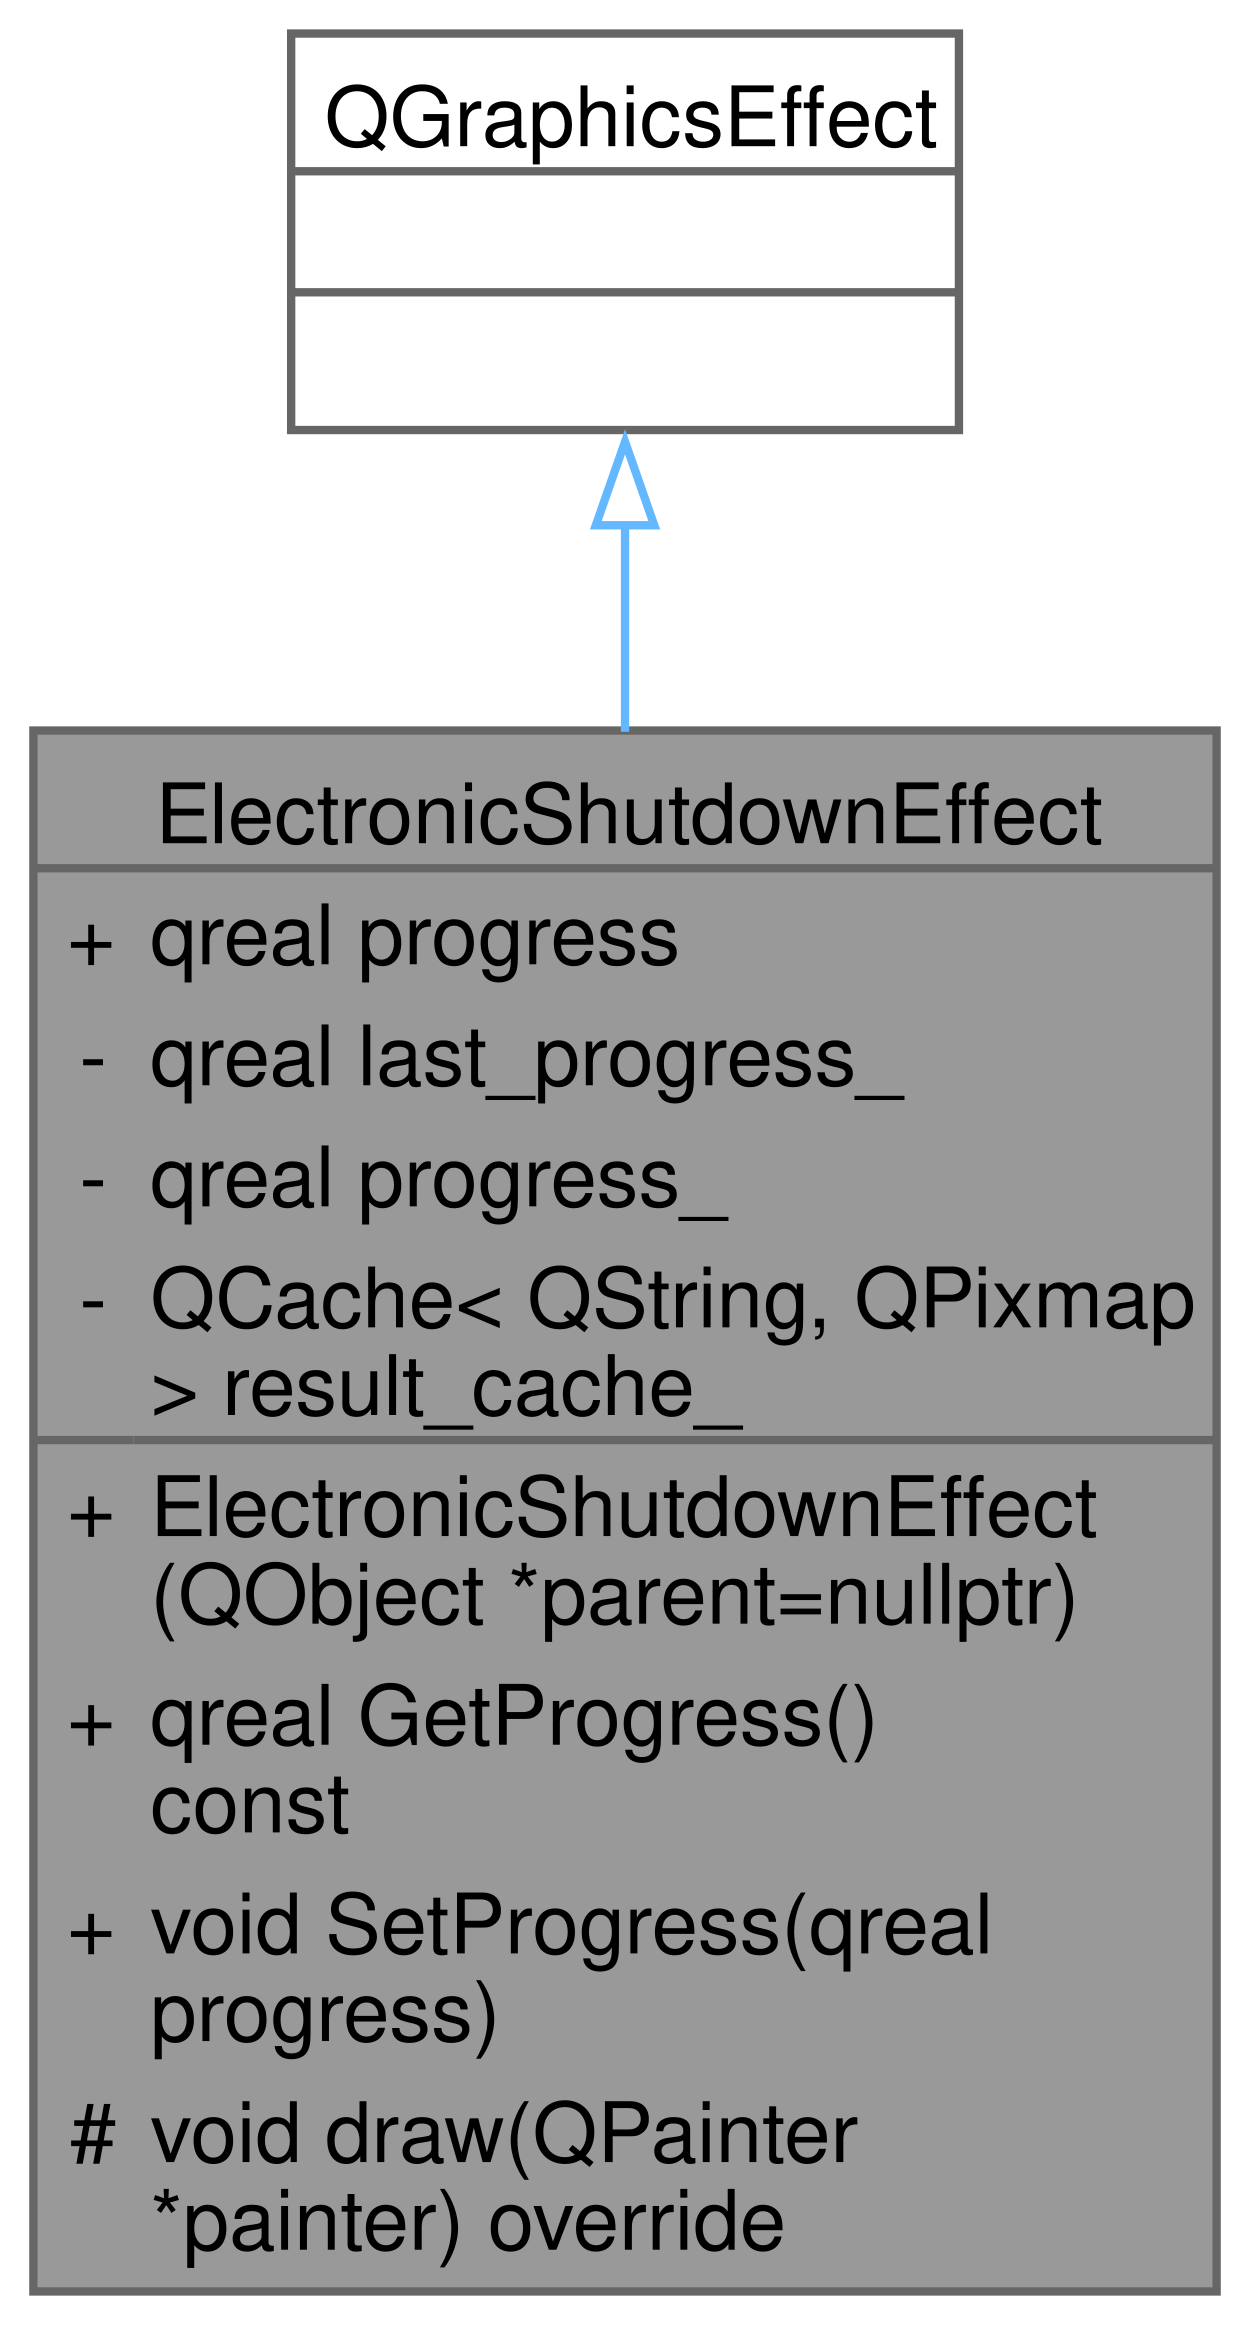 QGraphicsEffect
ElectronicShutdownEffect
+ qreal progress
- qreal last_progress_
- qreal progress_
- QCache< QString, QPixmap
> result_cache_
+ ElectronicShutdownEffect
(QObject *parent=nullptr)
+ qreal GetProgress()
const
+ void SetProgress(qreal
progress)
# void draw(QPainter
*painter) override